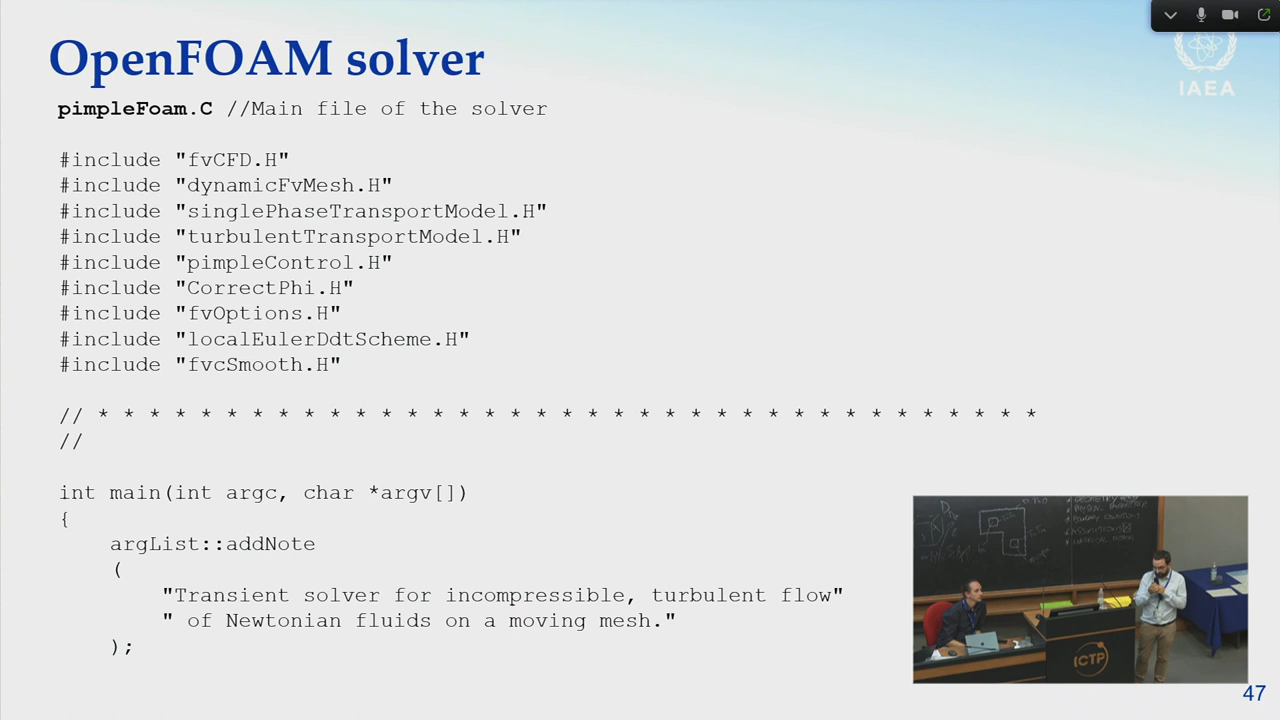 OpenFOAM solver
IAEA
pimpleFoam.C //Main file of the solver
#include "fvCFD.H"
#include "dynamicFvMesh.H"
#include "singlePhaseTransportModel.H"
#include "turbulentTransportModel.H"
#include "pimpleControl.H"
#include "CorrectPhi.H"
#include "fvOptions.H"
#include "localEulerDdtScheme.H"
#include "fvcSmooth.H"
// * * * * * * * * * * * * * * * * * * * * * * * * * * * * * * * * * * * * *
//
int main(int argc, char *argv[])
{
argList::addNote
(
"Transient solver for incompressible, turbulent flow"
" of Newtonian fluids on a moving mesh."
);
ICTP
47